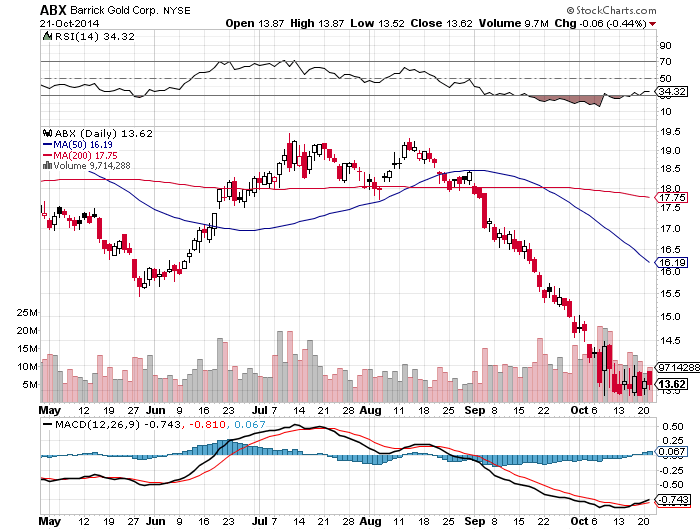 ABX Barrick Gold Corp. NYSE © StockCharts.com
21-Oct-2014 Open 13.87 High 13.87 Low 13.52 Close 13.62 Volume 9.7M Chg -0.06 (-0.44%)
RSI(14) 34.32
90
70
50
34.32
30
10
ABX (Daily) 13.62
MA(50) 16.19
MA(200) 17.75
Volume 9,714,288
19.5
19.0
18.5
18.0
17.75
17.5
17.0
16.5
16.19
16.0
15.5
15.0
14.5
9714288
13.62
13.5
25M
20M
15M
10M
5M
May 12 19 27 Jun 9 16 23 Jul 7 14 21 28 Aug 11 18 25 Sep 8 15 22 Oct 6 13 20
MACD(12,26,9) -0.743, -0.810, 0.067
0.50
0.25
0.067
-0.25
-0.50
-0.743
May 12 19 27 Jun 9 16 23 Jul 7 14 21 28 Aug 11 18 25 Sep 8 15 22 Oct 6 13 20